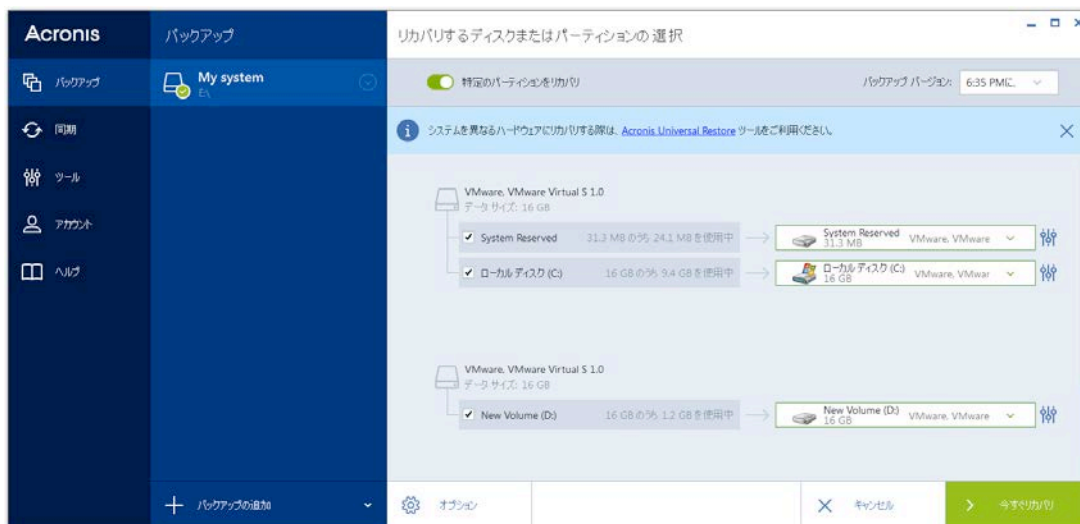 Acronis
バックアップ
リカバリするディスクまたはパーティションの 選択
バックアップ
My system
E:\
特定のパーティションをリカバリ
バックアップ バージョン:
6:35 PMに..
同期
システムを異なるハードウェアにリカバリする際は、Acronis Universal Restore ツールをご利用ください。
ツール
アカウント
ヘルプ
VMware, VMware Virtual S 1.0
データ サイズ: 16 GB
System Reserved
31.3 MB のうち 24.1 MB を使用中
System Reserved
31.3 MB
VMware, VMware
ローカル ディスク (C:)
16 GB のうち 9.4 GB を使用中
ローカル ディスク (C:)
16 GB
VMware, VMwar
VMware, VMware Virtual S 1.0
データ サイズ: 16 GB
New Volume (D:)
16 GB のうち 1.2 GB を使用中
New Volume (D:)
16 GB
VMware, VMware
バックアップの追加
オプション
キャンセル
今すぐリカバリ